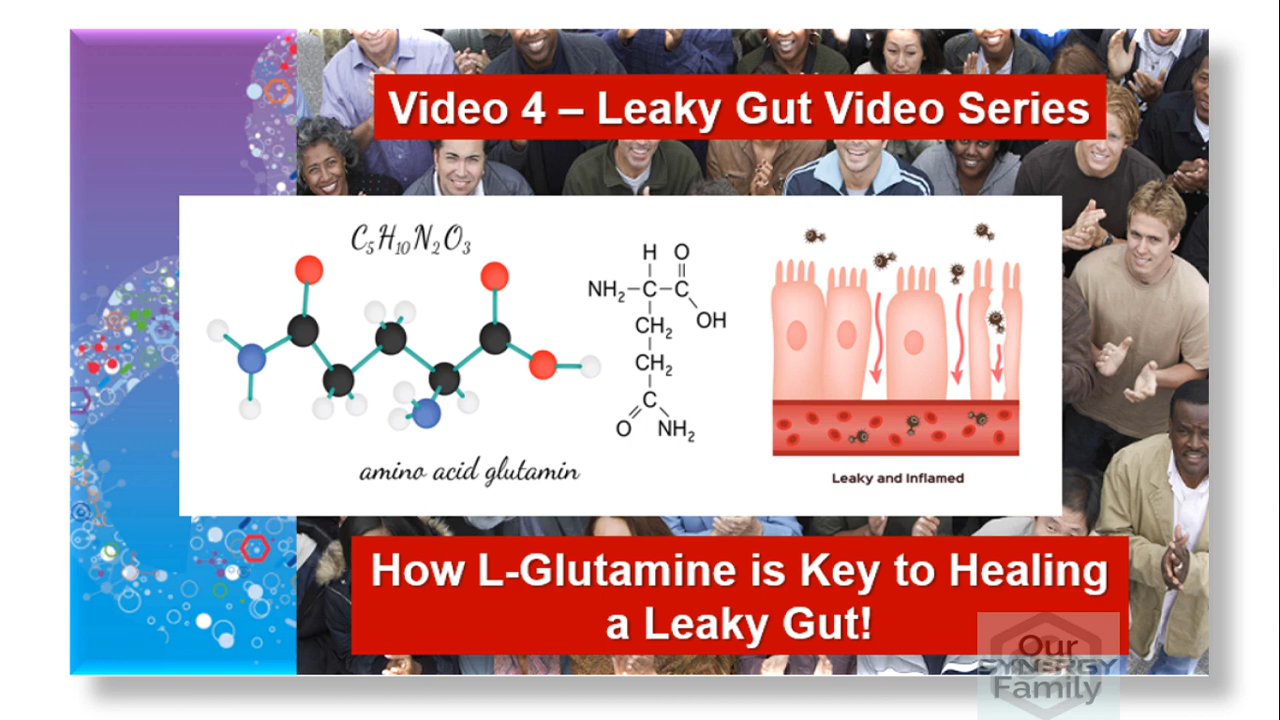 Video 4 – Leaky Gut Video Series
C₅H₁₀N₂O₃
H O
NH₂–C–C
OH
CH₂
CH₂
C
O NH₂
amino acid glutamin
Leaky and Inflamed
How L-Glutamine is Key to Healing
a Leaky Gut!
Our
SYNERGY
Family